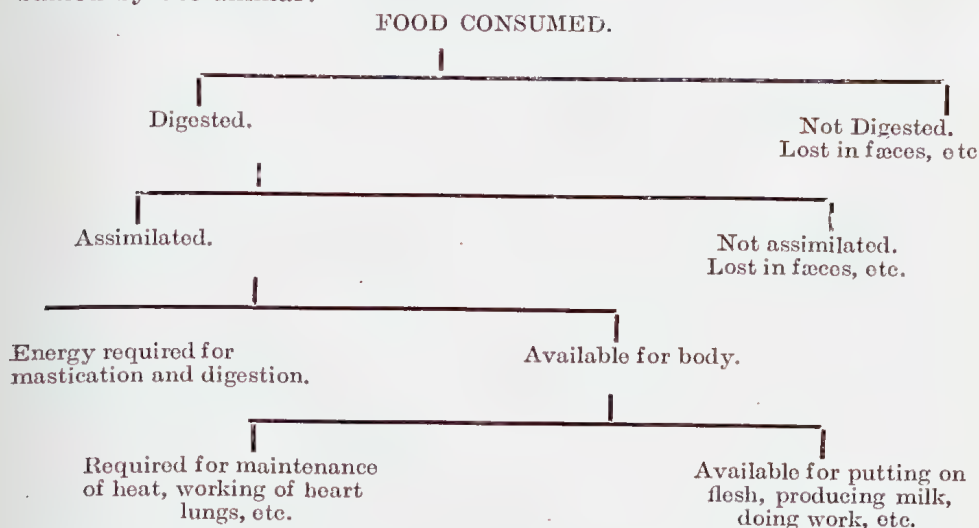 FOOD CONSUMED.
Digested.
Not Digested.
Lost in fæces, etc
Assimilated.
Not assimilated.
Lost in fæces, etc.
Energy required for
mastication and digestion.
Available for body.
Required for maintenance
of heat, working of heart
lungs, etc.
Available for putting on
flesh, producing milk,
doing work, etc.